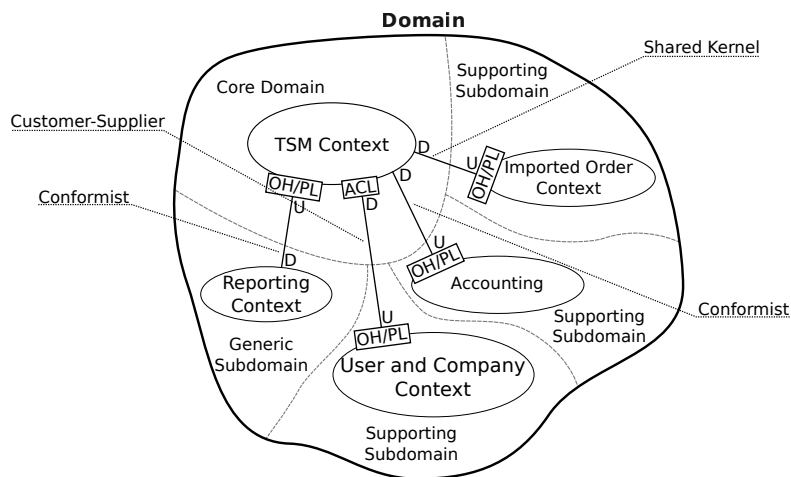 Domain
Shared Kernel
Supporting
Subdomain
Core Domain
Customer-Supplier
TSM Context
D
U
OH/PL
Imported Order
Context
D
OH/PL
ACL
Conformist
U
D
U
OH/PL
D
Reporting
Context
Accounting
Conformist
U
OH/PL
Supporting
Subdomain
Generic
Subdomain
User and Company
Context
Supporting
Subdomain